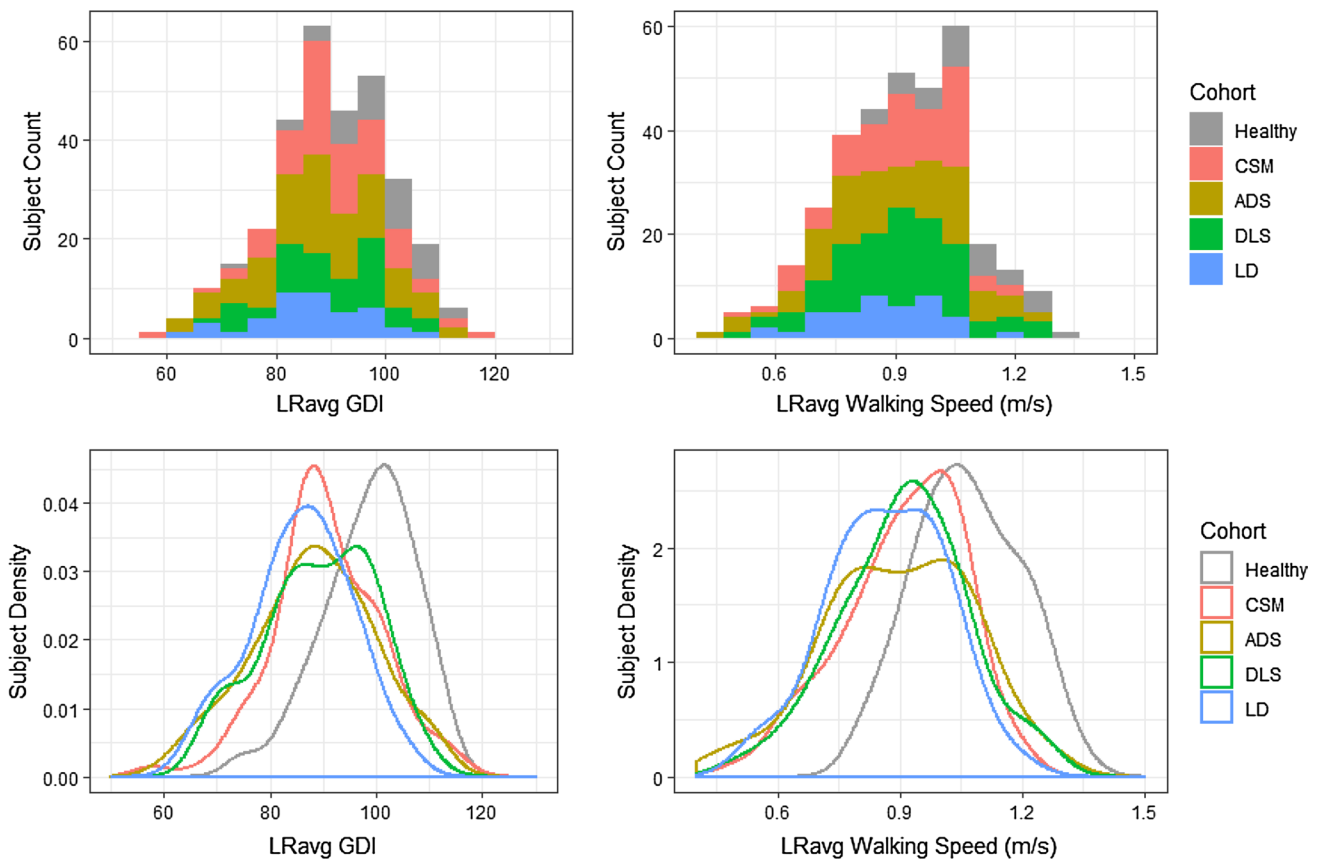 Subject Count
60
40
20
0
60
80
100
120
LRavg GDI
Subject Count
60
40
20
0
0.6
0.9
1.2
1.5
LRavg Walking Speed (m/s)
Cohort
Healthy
CSM
ADS
DLS
LD
Subject Density
0.04
0.03
0.02
0.01
0.00
60
80
100
120
LRavg GDI
Subject Density
2
1
0
0.6
0.9
1.2
1.5
LRavg Walking Speed (m/s)
Cohort
Healthy
CSM
ADS
DLS
LD